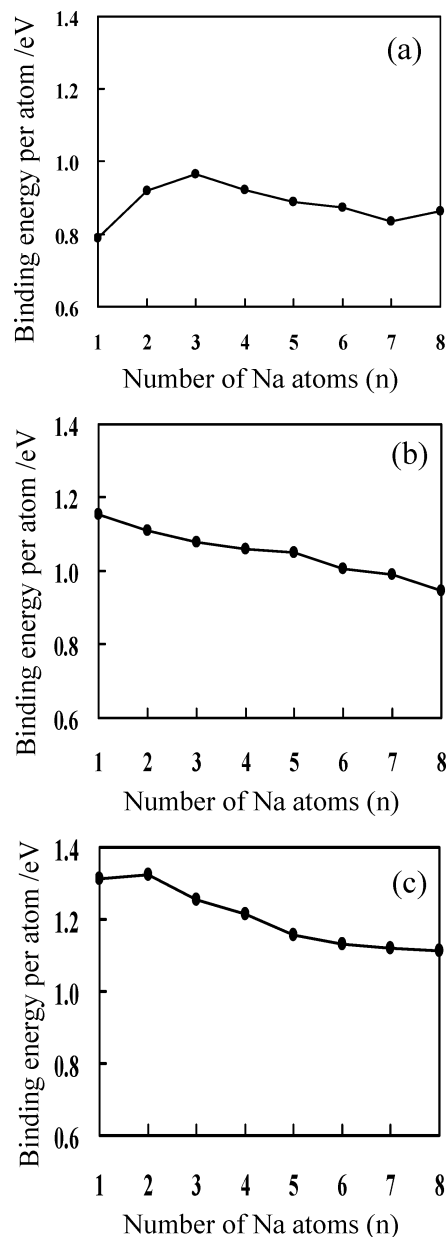 (a)
Binding energy per atom /eV
1.4
1.2
1.0
0.8
0.6
1 2 3 4 5 6 7 8
Number of Na atoms (n)
(b)
Binding energy per atom /eV
1.4
1.2
1.0
0.8
0.6
1 2 3 4 5 6 7 8
Number of Na atoms (n)
(c)
Binding energy per atom /eV
1.4
1.2
1.0
0.8
0.6
1 2 3 4 5 6 7 8
Number of Na atoms (n)